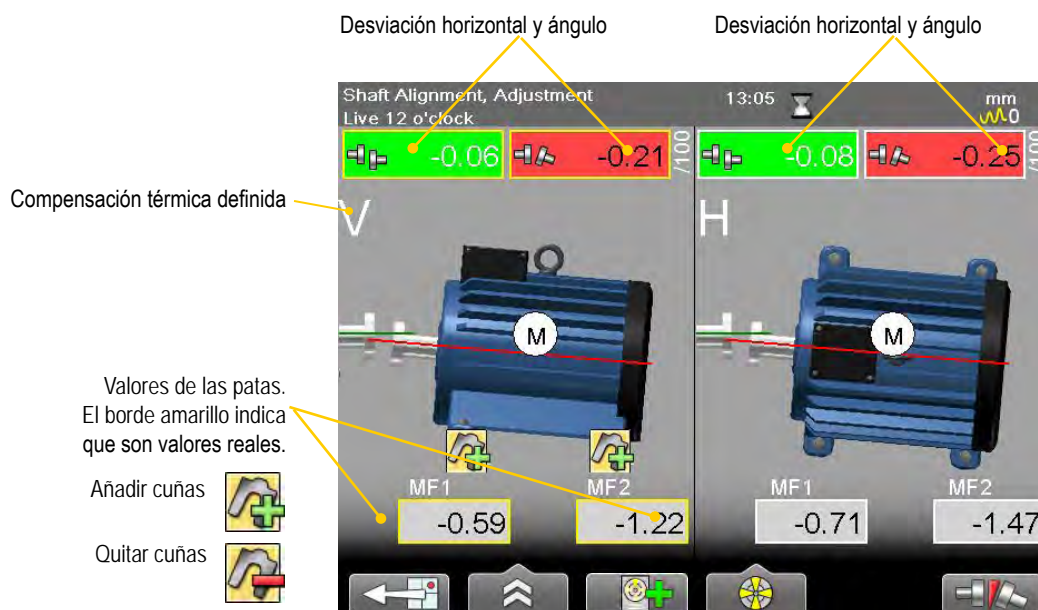 Desviación horizontal y ángulo
Desviación horizontal y ángulo
Shaft Alignment, Adjustment
13:05
mm
Live 12 o'clock
0
-0.06
-0.21
/100
-0.08
-0.25
/100
Compensación térmica definida
V
H
M
M
Valores de las patas.
El borde amarillo indica
que son valores reales.
Añadir cuñas
Quitar cuñas
MF1
MF2
MF1
MF2
-0.59
-1.22
-0.71
-1.47